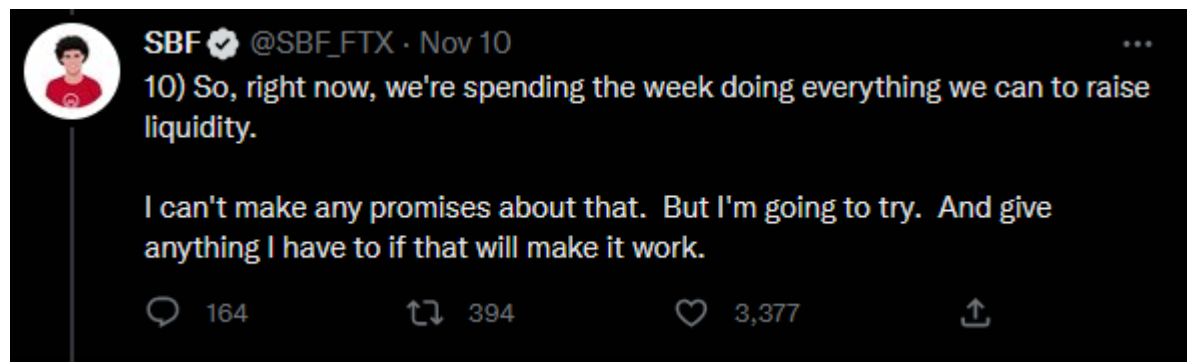 SBF @SBF_FTX · Nov 10
10) So, right now, we're spending the week doing everything we can to raise
liquidity.
I can't make any promises about that.  But I'm going to try.  And give
anything I have to if that will make it work.
164 394 3,377